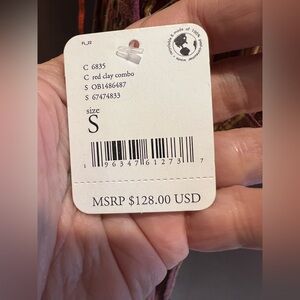 FL_22
C 6835
C red clay combo
S OB1486487
S 67474833
size
S
1 96347 61273 7
MSRP $128.00 USD